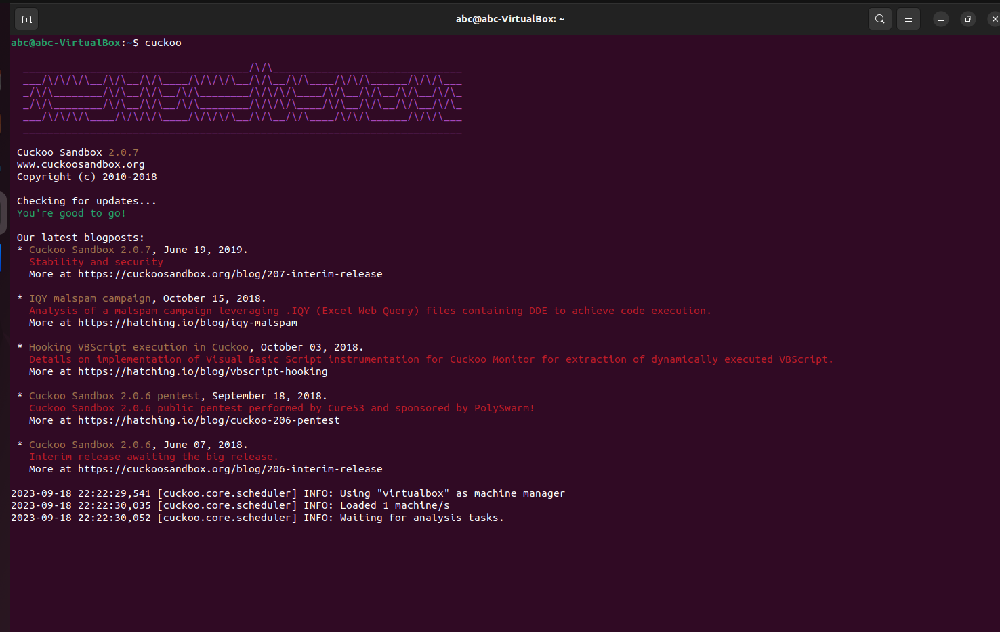 abc@abc-VirtualBox: ~
abc@abc-VirtualBox:~$ cuckoo
  _____________________________________/\/\_______________________________
  ___/\/\/\/\__/\/\__/\/\____/\/\/\/\__/\/\__/\/\____/\/\/\______/\/\/\___
  _/\/\________/\/\__/\/\__/\/\________/\/\/\/\____/\/\__/\/\__/\/\__/\/\_
  _/\/\________/\/\__/\/\__/\/\________/\/\/\/\____/\/\__/\/\__/\/\__/\/\_
  ___/\/\/\/\____/\/\/\/\____/\/\/\/\__/\/\__/\/\____/\/\/\______/\/\/\___
  ________________________________________________________________________
Cuckoo Sandbox 2.0.7
www.cuckoosandbox.org
Copyright (c) 2010-2018
Checking for updates...
You're good to go!
Our latest blogposts:
* Cuckoo Sandbox 2.0.7, June 19, 2019.
Stability and security
More at https://cuckoosandbox.org/blog/207-interim-release
* IQY malspam campaign, October 15, 2018.
Analysis of a malspam campaign leveraging .IQY (Excel Web Query) files containing DDE to achieve code execution.
More at https://hatching.io/blog/iqy-malspam
* Hooking VBScript execution in Cuckoo, October 03, 2018.
Details on implementation of Visual Basic Script instrumentation for Cuckoo Monitor for extraction of dynamically executed VBScript.
More at https://hatching.io/blog/vbscript-hooking
* Cuckoo Sandbox 2.0.6 pentest, September 18, 2018.
Cuckoo Sandbox 2.0.6 public pentest performed by Cure53 and sponsored by PolySwarm!
More at https://hatching.io/blog/cuckoo-206-pentest
* Cuckoo Sandbox 2.0.6, June 07, 2018.
Interim release awaiting the big release.
More at https://cuckoosandbox.org/blog/206-interim-release
2023-09-18 22:22:29,541 [cuckoo.core.scheduler] INFO: Using "virtualbox" as machine manager
2023-09-18 22:22:30,035 [cuckoo.core.scheduler] INFO: Loaded 1 machine/s
2023-09-18 22:22:30,052 [cuckoo.core.scheduler] INFO: Waiting for analysis tasks.